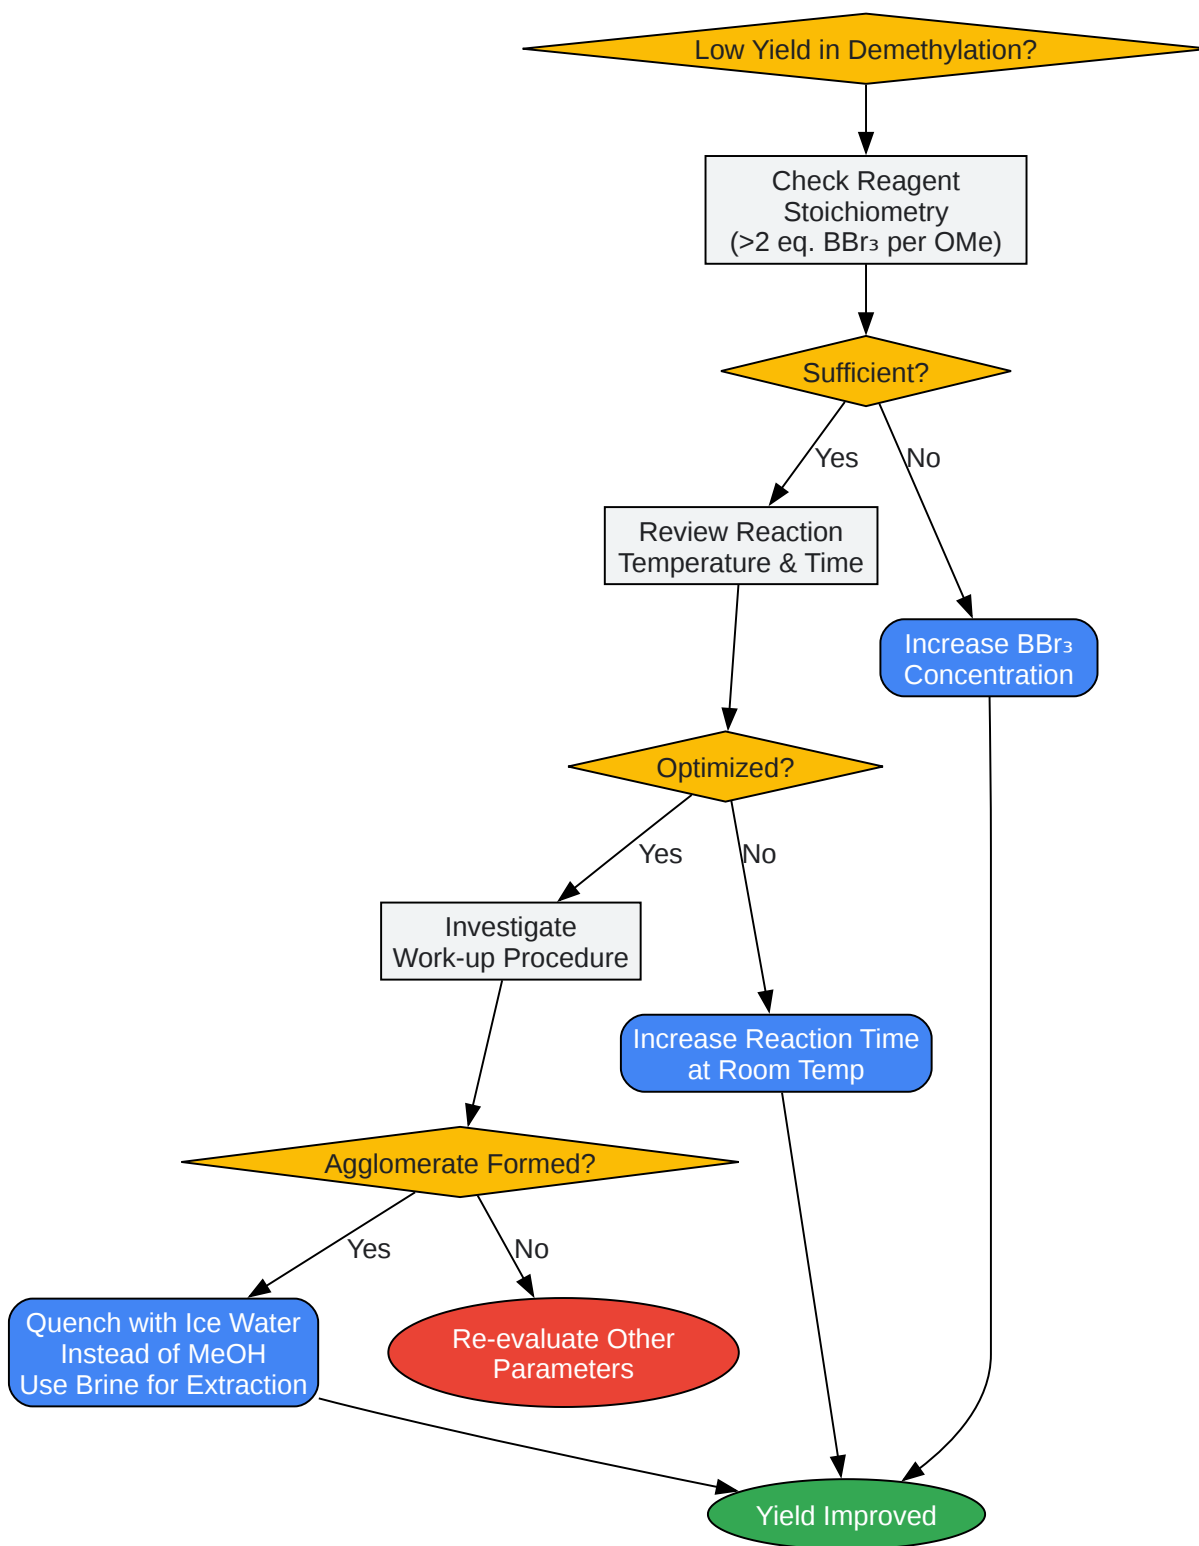 Low Yield in Demethylation?
Check Reagent
Stoichiometry
(>2 eq. BBr₃ per OMe)
Sufficient?
Yes
No
Review Reaction
Temperature & Time
Increase BBr₃
Concentration
Optimized?
Yes
No
Investigate
Work-up Procedure
Increase Reaction Time
at Room Temp
Agglomerate Formed?
Yes
No
Quench with Ice Water
Instead of MeOH
Use Brine for Extraction
Re-evaluate Other
Parameters
Yield Improved